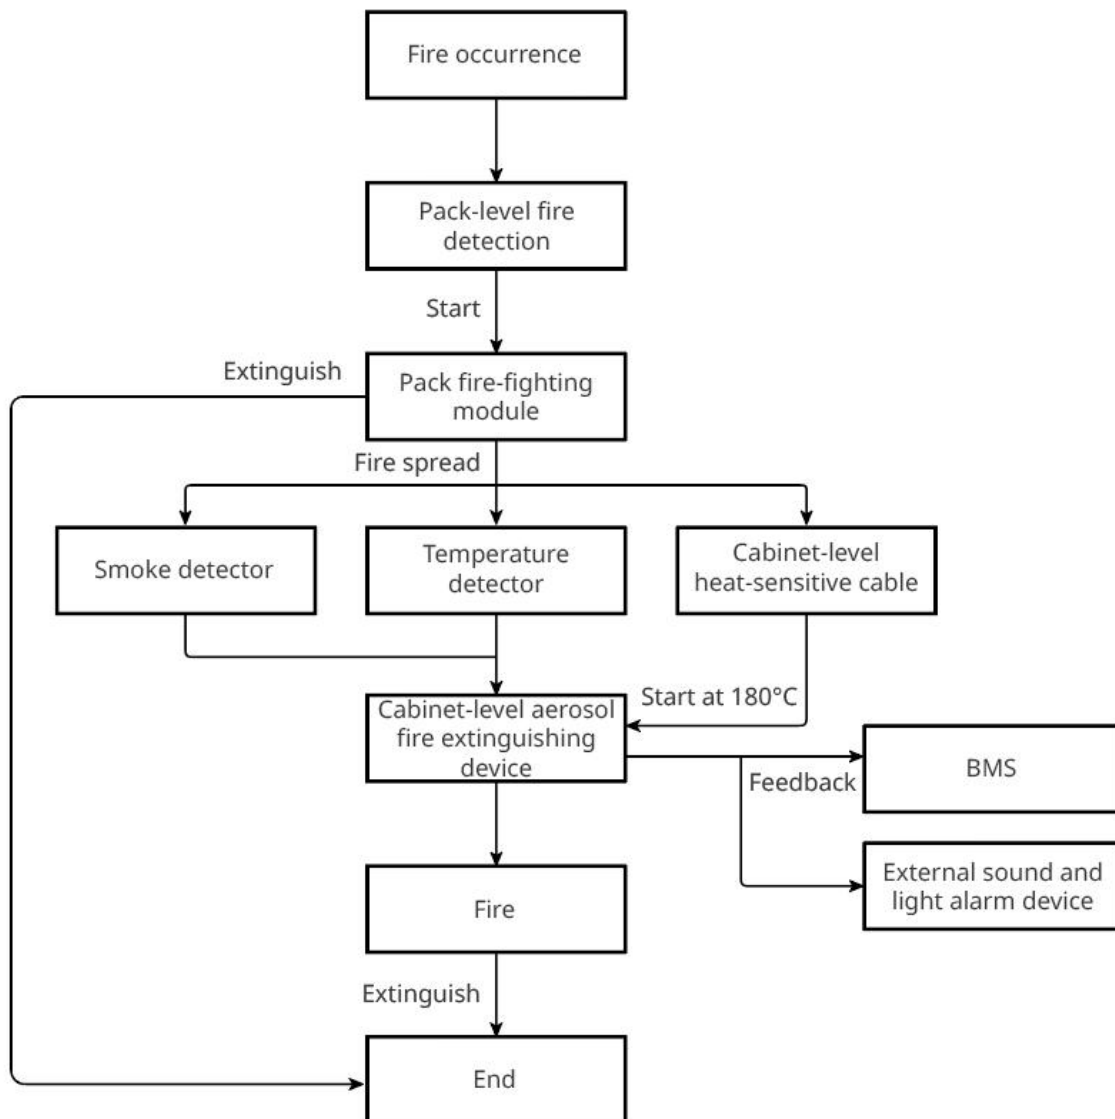 Fire occurrence
Pack-level fire
detection
Start
Extinguish
Pack fire-fighting
module
Fire spread
Smoke detector
Temperature
detector
Cabinet-level
heat-sensitive cable
Start at 180°C
Cabinet-level aerosol
fire extinguishing
device
Feedback
BMS
External sound and
light alarm device
Fire
Extinguish
End